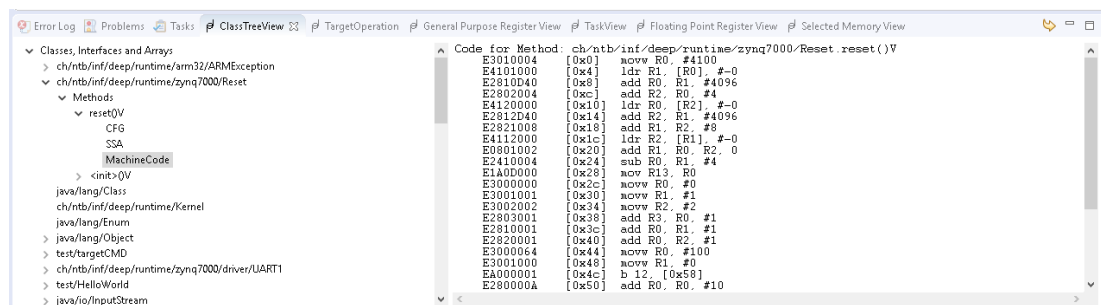 Error Log Problems Tasks ClassTreeView TargetOperation General Purpose Register View TaskView Floating Point Register View Selected Memory View
Classes, Interfaces and Arrays
ch/ntb/inf/deep/runtime/arm32/ARMException
ch/ntb/inf/deep/runtime/zynq7000/Reset
Methods
reset()V
CFG
SSA
MachineCode
<init>()V
java/lang/Class
ch/ntb/inf/deep/runtime/Kernel
java/lang/Enum
java/lang/Object
test/targetCMD
ch/ntb/inf/deep/runtime/zynq7000/driver/UART1
test/HelloWorld
java/io/InputStream
Code for Method: ch/ntb/inf/deep/runtime/zynq7000/Reset.reset()V
E3010004 [0x0] movw R0, #4100
E4101000 [0x4] ldr R1, [R0], #-0
E2810D40 [0x8] add R0, R1, #4096
E2802004 [0xc] add R2, R0, #4
E4120000 [0x10] ldr R0, [R2], #-0
E2812D40 [0x14] add R2, R1, #4096
E2821008 [0x18] add R1, R2, #8
E4112000 [0x1c] ldr R2, [R1], #-0
E0801002 [0x20] add R1, R0, R2, 0
E2410004 [0x24] sub R0, R1, #4
E1A0D000 [0x28] mov R13, R0
E3000000 [0x2c] movw R0, #0
E3001001 [0x30] movw R1, #1
E3002002 [0x34] movw R2, #2
E2803001 [0x38] add R3, R0, #1
E2810001 [0x3c] add R0, R1, #1
E2820001 [0x40] add R0, R2, #1
E3000064 [0x44] movw R0, #100
E3001000 [0x48] movw R1, #0
EA000001 [0x4c] b 12, [0x58]
E280000A [0x50] add R0, R0, #10